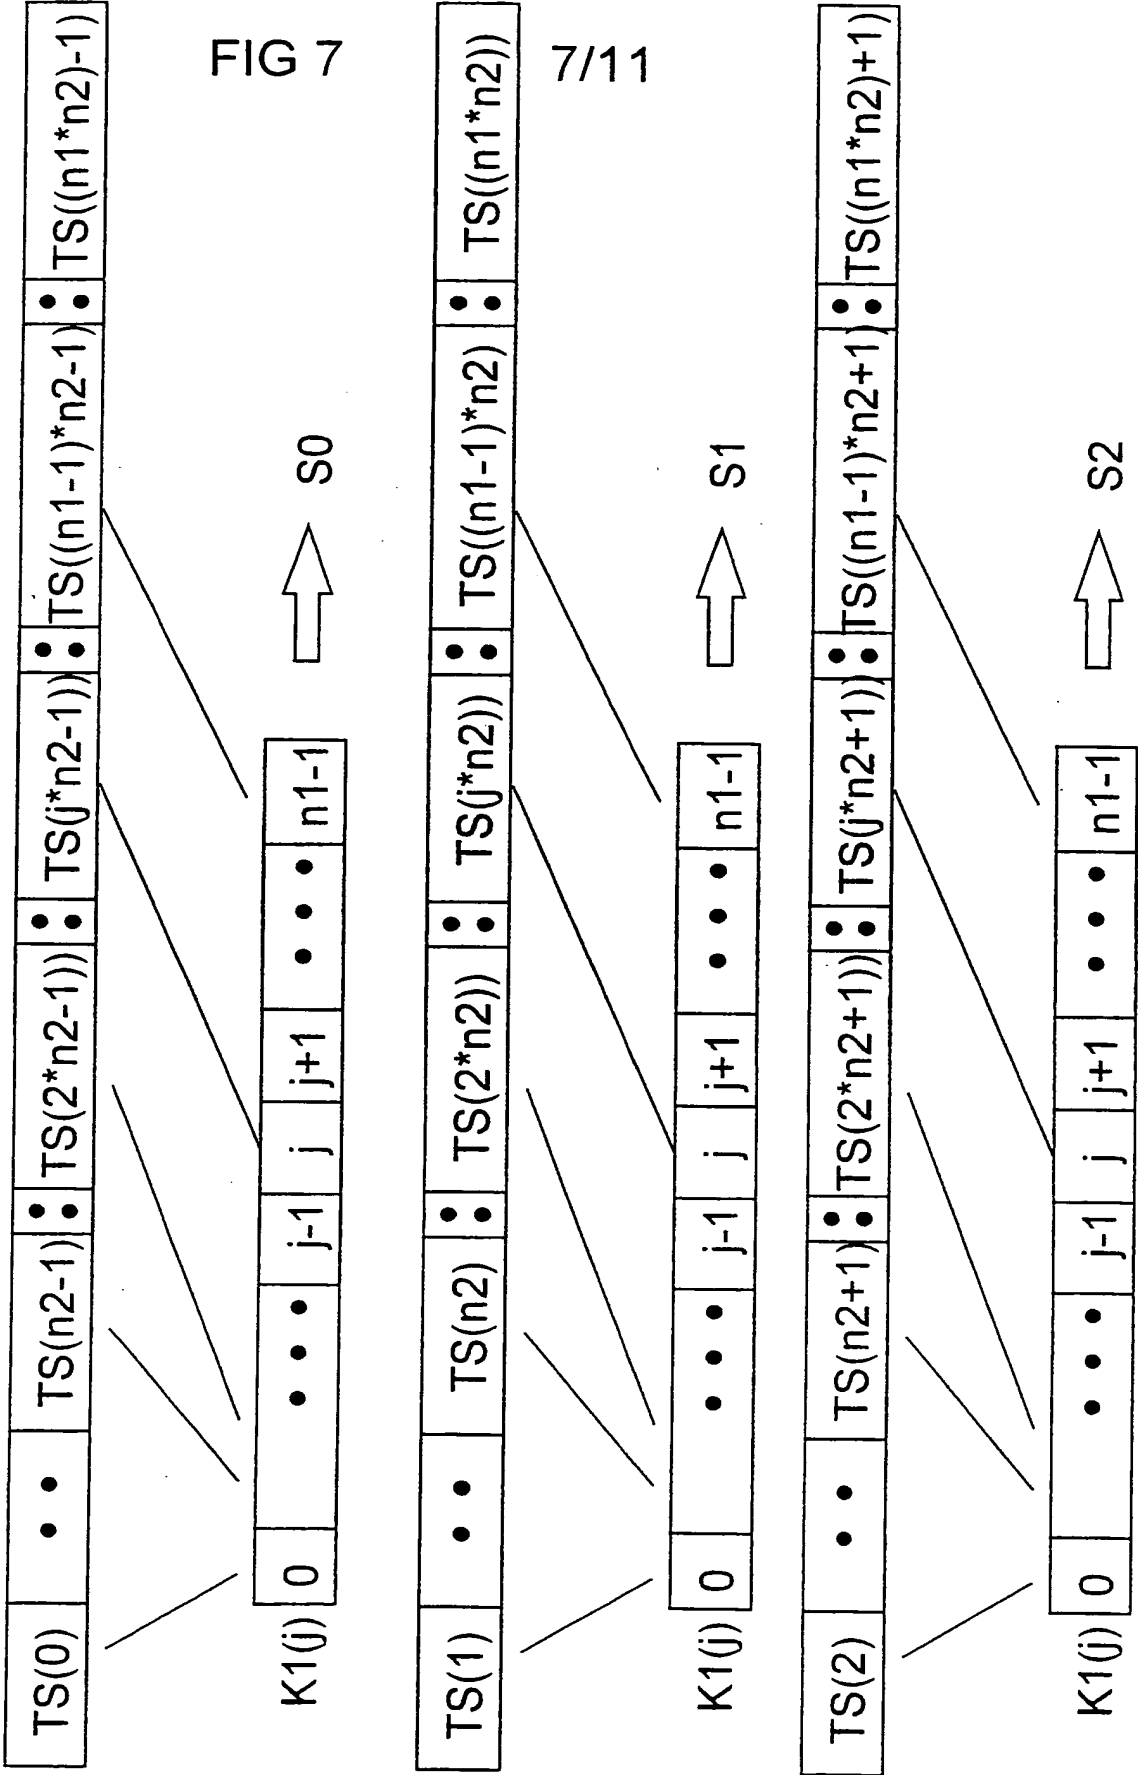 FIG 7
7/11
TS(0) •• TS(n2-1) •• TS(2*n2-1)) •• TS(j*n2-1)) •• TS((n1-1)*n2-1) •• TS((n1*n2)-1)
K1(j) 0 ••• j-1 j j+1 ••• n1-1 S0
TS(1) •• TS(n2) •• TS(2*n2)) •• TS(j*n2)) •• TS((n1-1)*n2) •• TS((n1*n2))
K1(j) 0 ••• j-1 j j+1 ••• n1-1 S1
TS(2) •• TS(n2+1) •• TS(2*n2+1)) •• TS(j*n2+1)) •• TS((n1-1)*n2+1) •• TS((n1*n2)+1)
K1(j) 0 ••• j-1 j j+1 ••• n1-1 S2